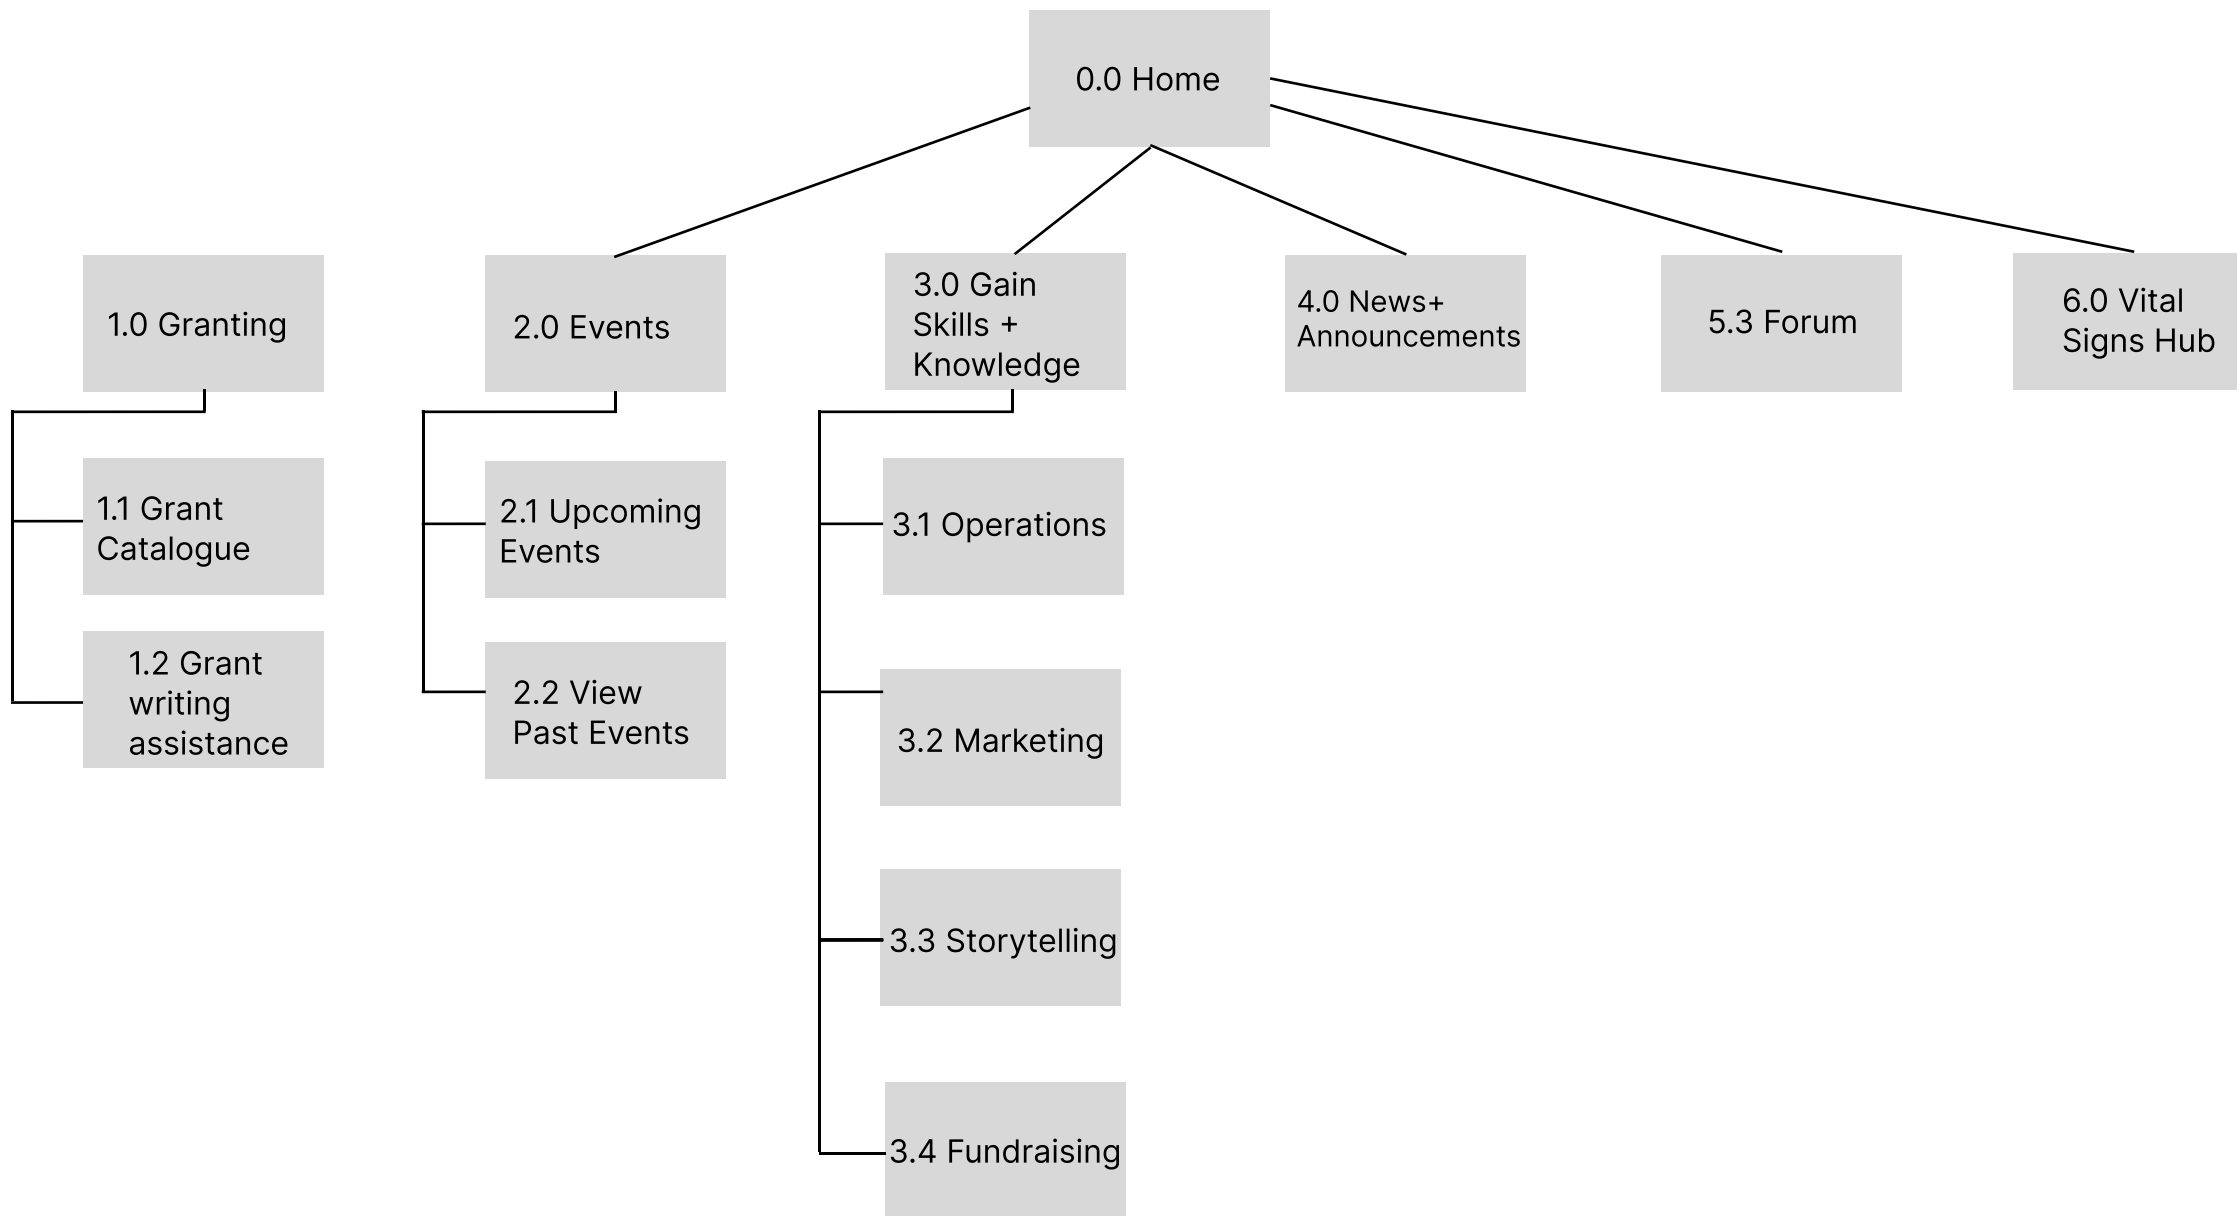 0.0 Home
1.0 Granting
2.0 Events
3.0 Gain
Skills +
Knowledge
4.0 News+
Announcements
5.3 Forum
6.0 Vital
Signs Hub
1.1 Grant
Catalogue
1.2 Grant
writing
assistance
2.1 Upcoming
Events
2.2 View
Past Events
3.1 Operations
3.2 Marketing
3.3 Storytelling
3.4 Fundraising